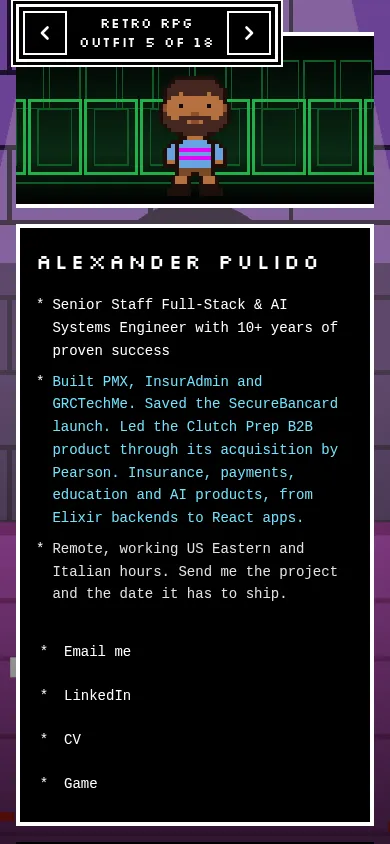 RETRO RPG
OUTFIT 5 OF 18
ALEXANDER PULIDO
* Senior Staff Full-Stack & AI
Systems Engineer with 10+ years of
proven success
* Built PMX, InsurAdmin and
GRCTechMe. Saved the SecureBancard
launch. Led the Clutch Prep B2B
product through its acquisition by
Pearson. Insurance, payments,
education and AI products, from
Elixir backends to React apps.
* Remote, working US Eastern and
Italian hours. Send me the project
and the date it has to ship.
* Email me
* LinkedIn
* CV
* Game